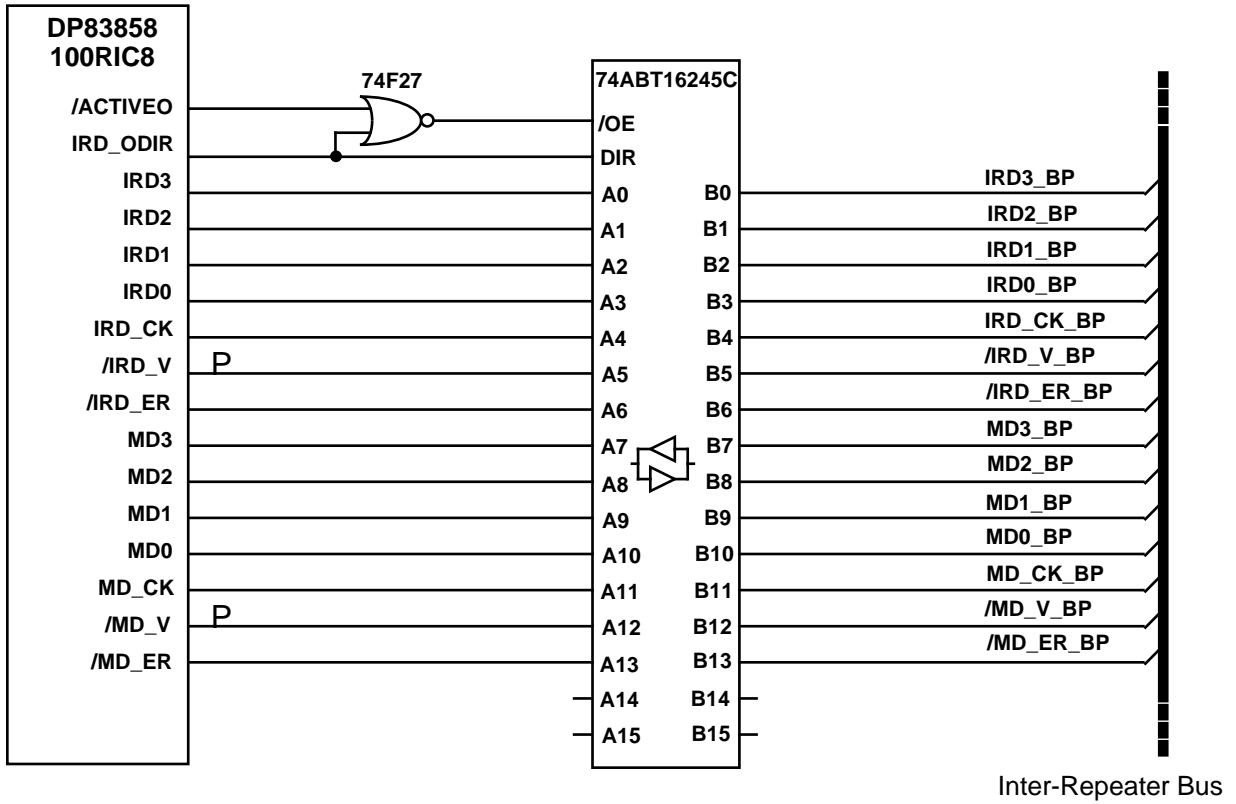 DP83858
100RIC8
/ACTIVEO
IRD_ODIR
IRD3
IRD2
IRD1
IRD0
IRD_CK
/IRD_V
/IRD_ER
MD3
MD2
MD1
MD0
MD_CK
/MD_V
/MD_ER
P
P
74F27
74ABT16245C
/OE
DIR
A0 B0
A1 B1
A2 B2
A3 B3
A4 B4
A5 B5
A6 B6
A7 B7
A8 B8
A9 B9
A10 B10
A11 B11
A12 B12
A13 B13
A14 B14
A15 B15
IRD3_BP
IRD2_BP
IRD1_BP
IRD0_BP
IRD_CK_BP
/IRD_V_BP
/IRD_ER_BP
MD3_BP
MD2_BP
MD1_BP
MD0_BP
MD_CK_BP
/MD_V_BP
/MD_ER_BP
Inter-Repeater Bus